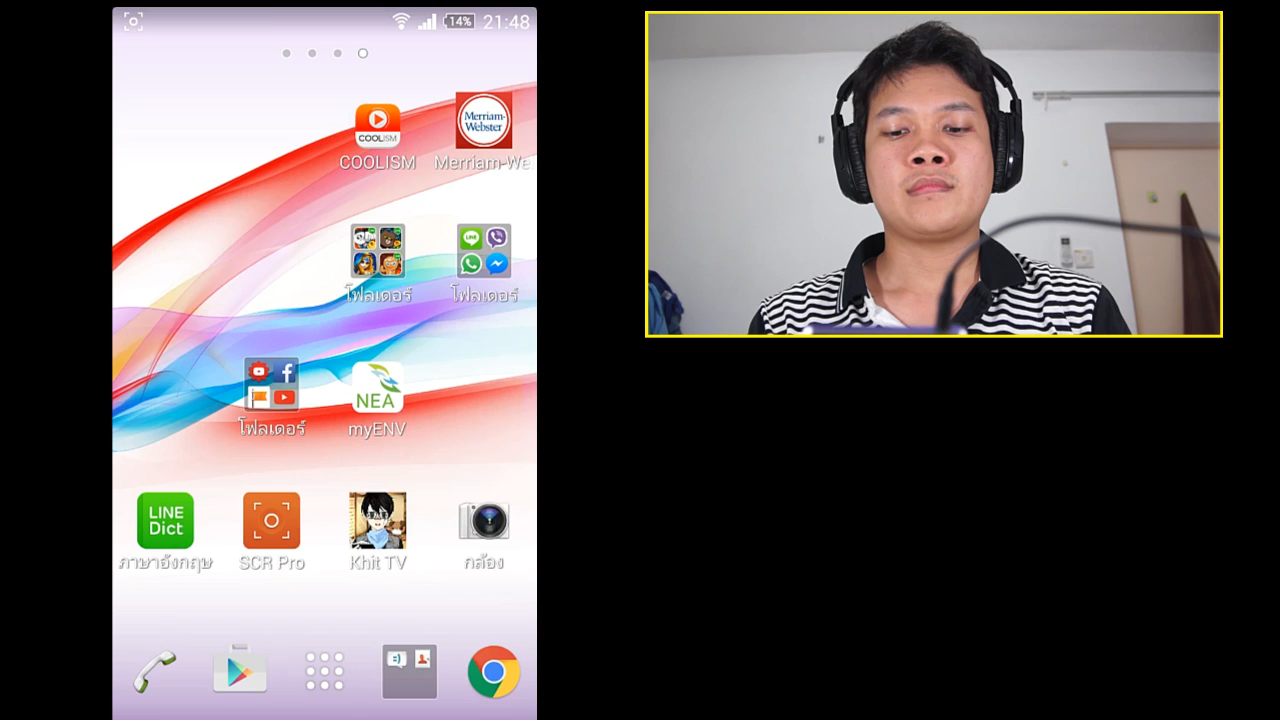 14% 21:48
COOLISM
Merriam-
Webster
COOLISM Merriam-We
LINE
โฟลเดอร์ โฟลเดอร์
NEA
โฟลเดอร์ myENV
LINE
Dict
ภาษาอังกฤษ SCR Pro Khit TV กล้อง